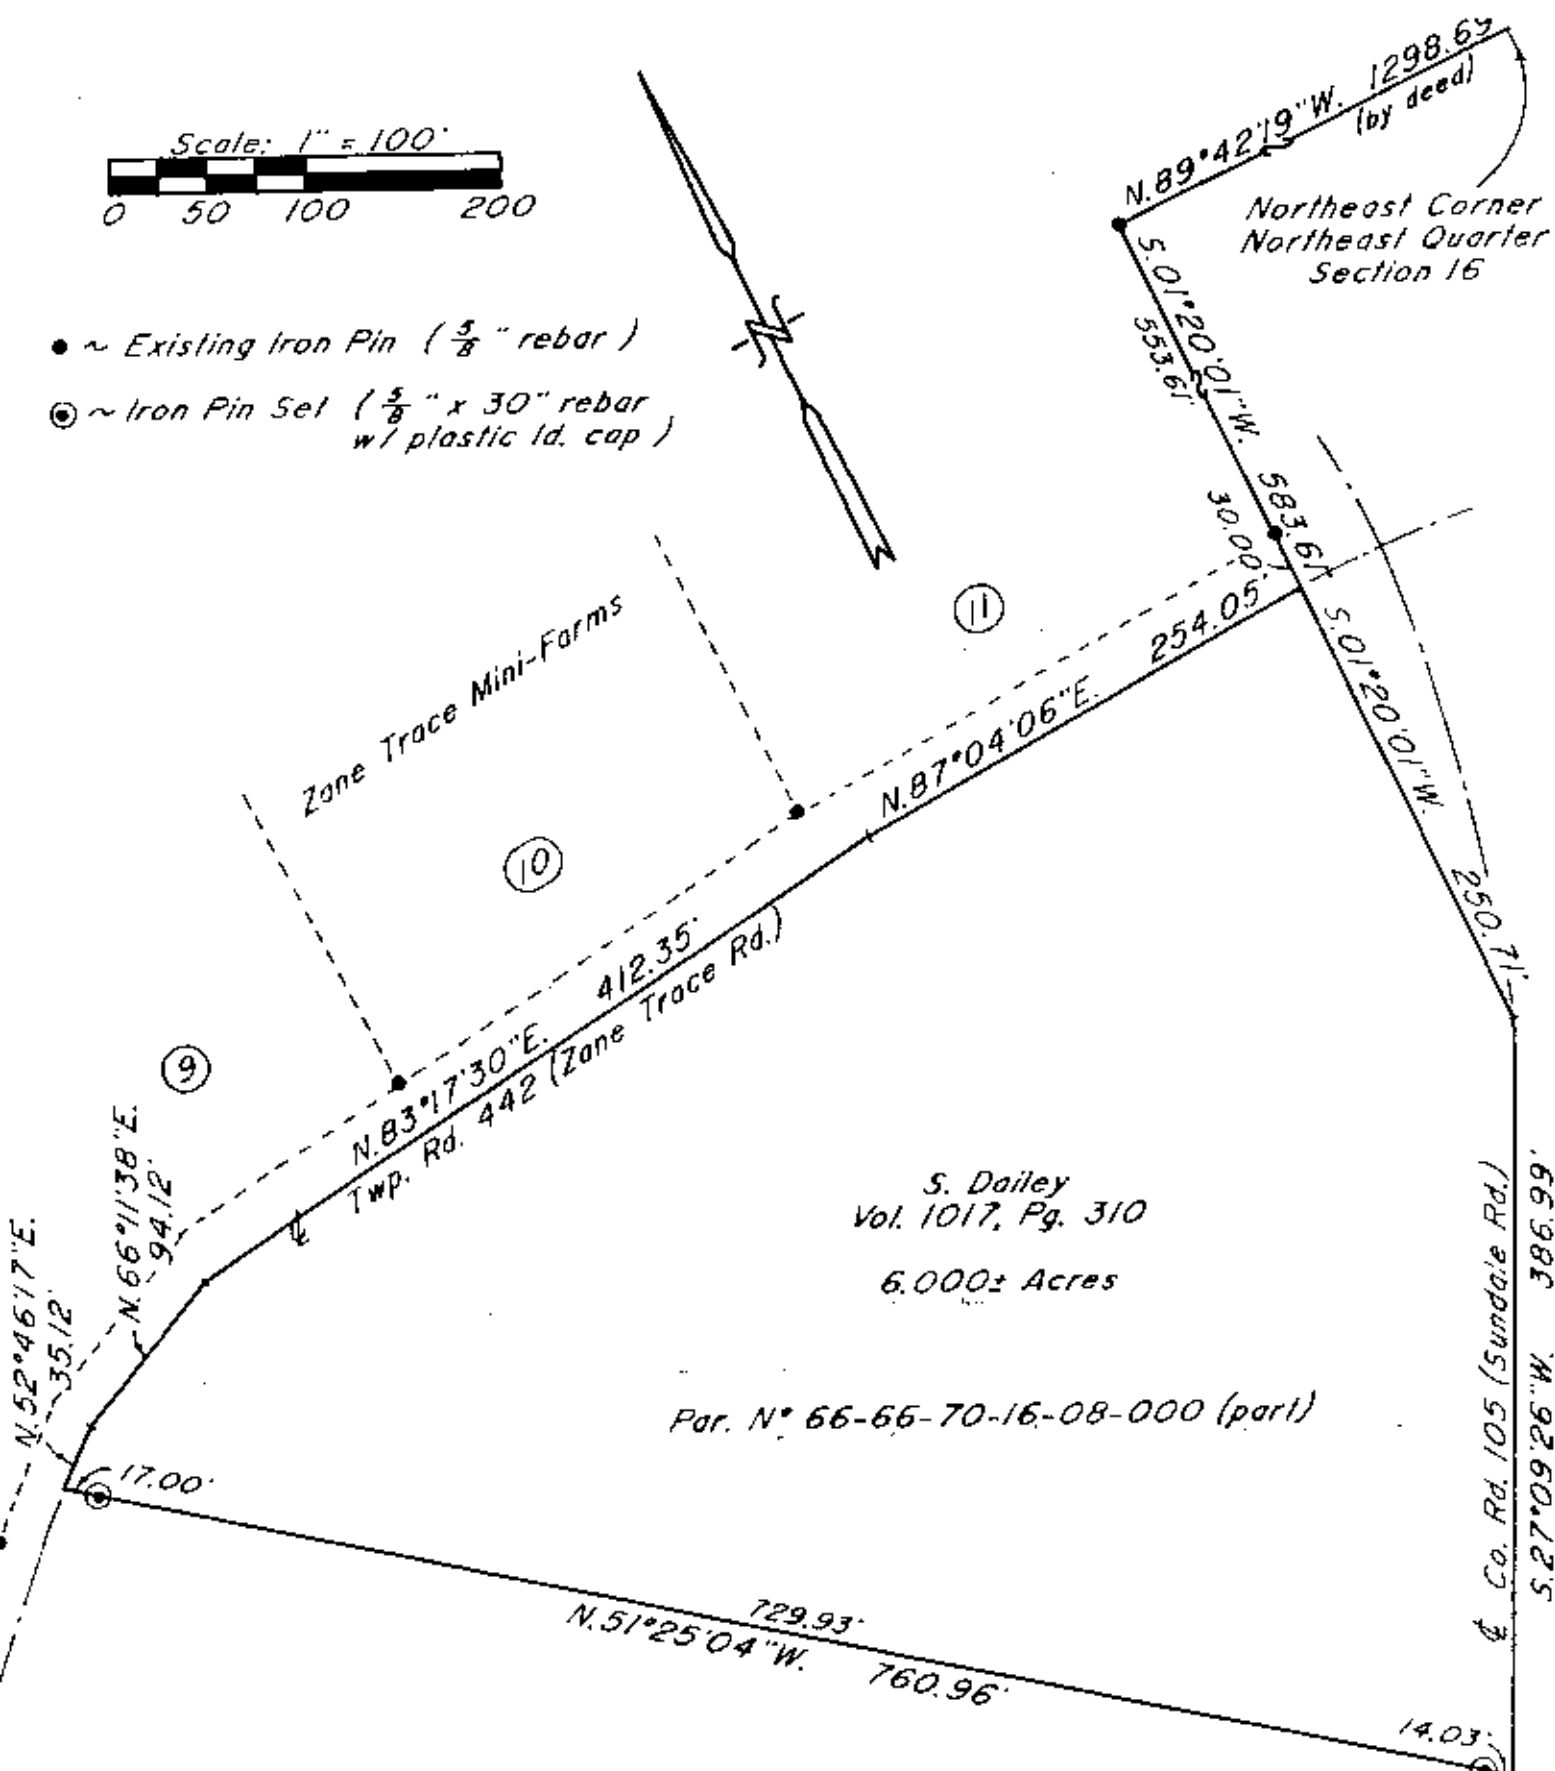 Scale: 1" = 100'
0 50 100 200
~ Existing Iron Pin ( 5/8 " rebar )
~ Iron Pin Set ( 5/8 " x 30" rebar
w/ plastic Id. cap )
N.89°42'19"W. 1298.69'
(by deed)
Northeast Corner
Northeast Quarter
Section 16
S.01°20'01"W. 583.61'
553.61'
30.00'
11
Zane Trace Mini-Farms
N.87°04'06"E. 254.05'
S.01°20'01"W. 250.71'
10
N.83°17'30"E. 412.35'
Twp. Rd. 442 (Zane Trace Rd.)
9
N.66°11'38"E.
94.12'
N.52°46'17"E.
35.12'
17.00'
S. Dailey
Vol. 1017, Pg. 310
6.000± Acres
Par. N° 66-66-70-16-08-000 (part)
Co. Rd. 105 (Sundale Rd.)
S.27°09'26"W. 386.99'
729.93'
N.51°25'04"W. 760.96'
14.03'